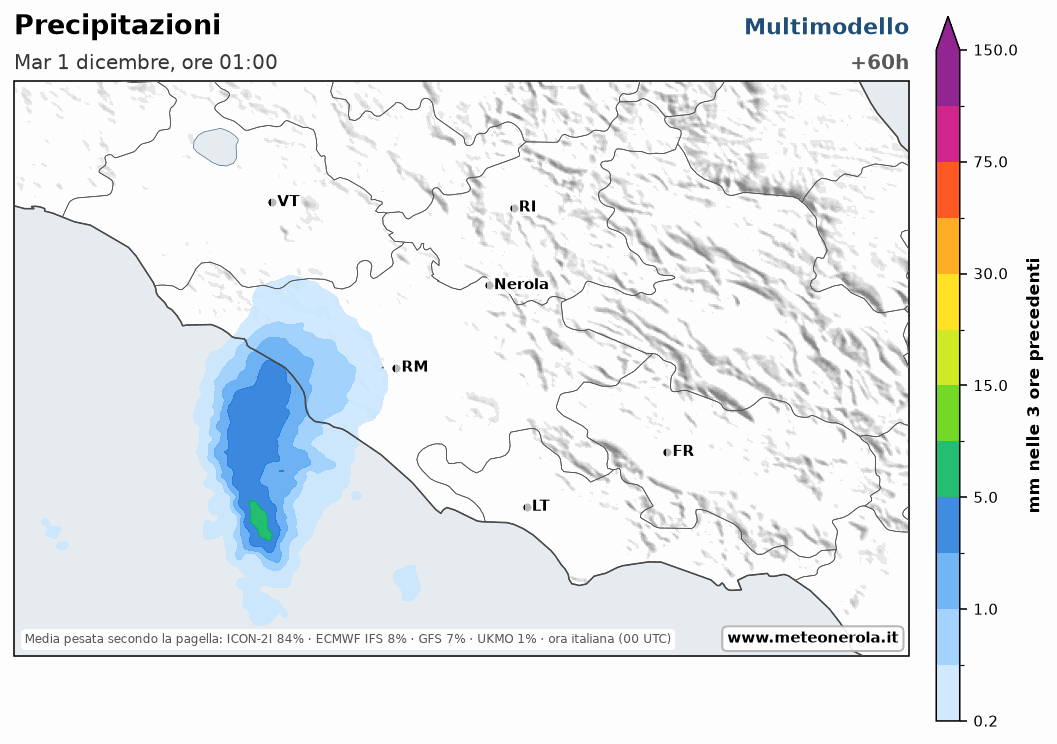 Precipitazioni
Multimodello
Mar 1 dicembre, ore 01:00
+60h
150.0
75.0
30.0
15.0
5.0
1.0
0.2
mm nelle 3 ore precedenti
VT
RI
Nerola
RM
FR
LT
Media pesata secondo la pagella: ICON-2I 84% · ECMWF IFS 8% · GFS 7% · UKMO 1% · ora italiana (00 UTC)
www.meteonerola.it